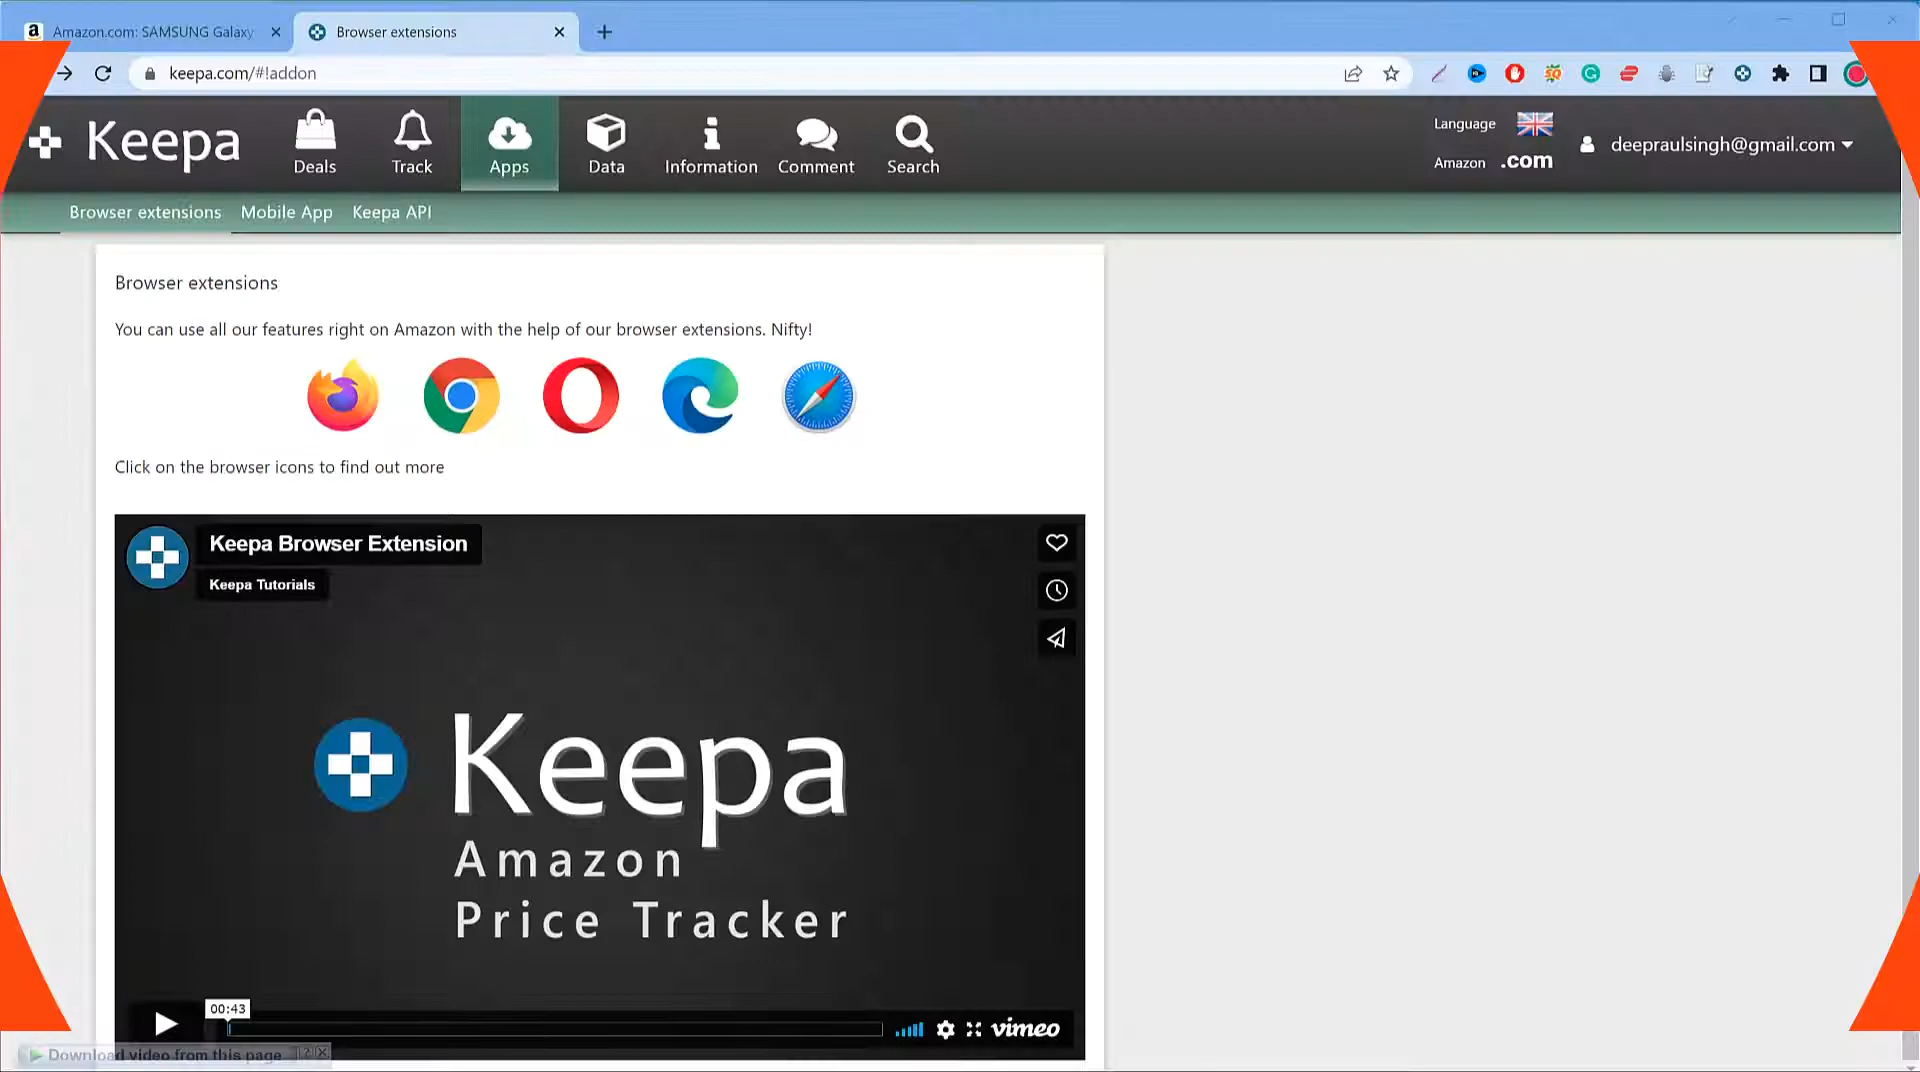 Amazon.com: SAMSUNG Galaxy
Browser extensions
keepa.com/#!addon
Keepa
Deals
Track
Apps
Data
Information
Comment
Search
Language
Amazon .com
deepraulsingh@gmail.com
Browser extensions
Mobile App
Keepa API
Browser extensions
You can use all our features right on Amazon with the help of our browser extensions. Nifty!
Click on the browser icons to find out more
Keepa Browser Extension
Keepa Tutorials
Keepa
Amazon
Price Tracker
00:43
vimeo
Download video from this page ? X